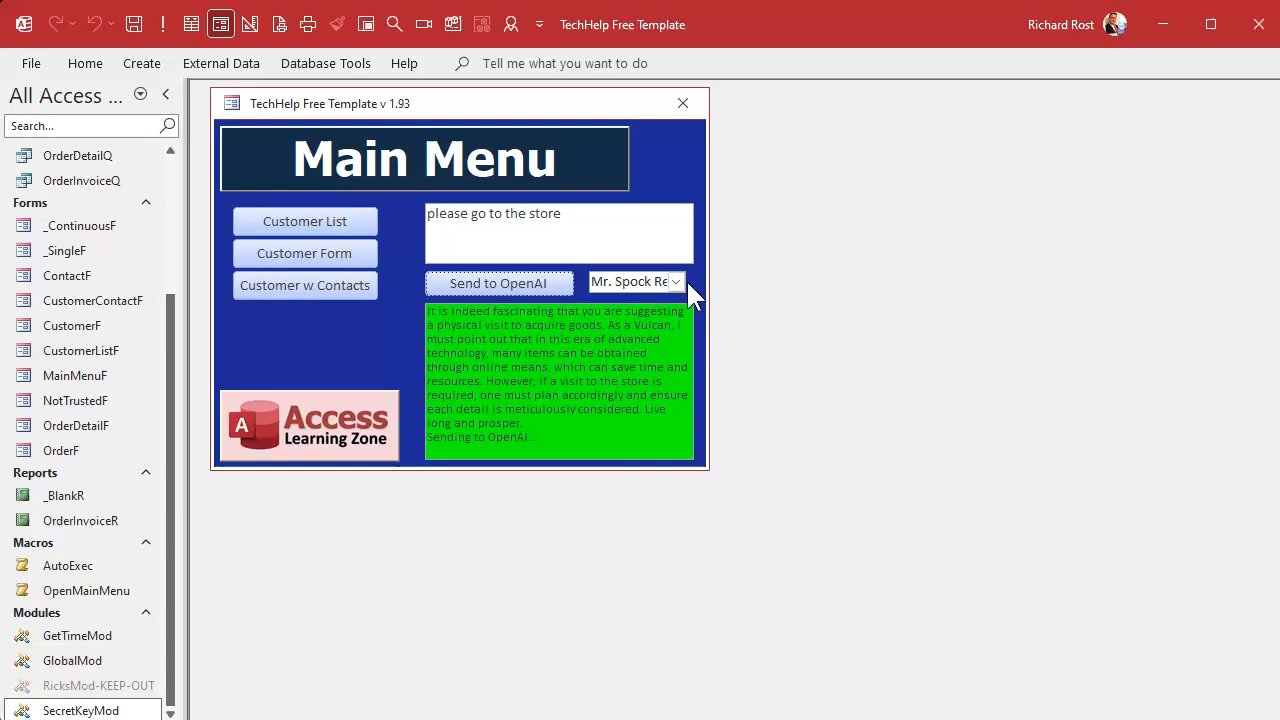 TechHelp Free Template
Richard Rost
File Home Create External Data Database Tools Help Tell me what you want to do
All Access ...
Search...
OrderDetailQ
OrderInvoiceQ
Forms
_ContinuousF
_SingleF
ContactF
CustomerContactF
CustomerF
CustomerListF
MainMenuF
NotTrustedF
OrderDetailF
OrderF
Reports
_BlankR
OrderInvoiceR
Macros
AutoExec
OpenMainMenu
Modules
GetTimeMod
GlobalMod
RicksMod-KEEP-OUT
SecretKeyMod
TechHelp Free Template v 1.93
Main Menu
Customer List
Customer Form
Customer w Contacts
A Access
Learning Zone
please go to the store
Send to OpenAI
Mr. Spock Re
It is indeed fascinating that you are suggesting
a physical visit to acquire goods. As a Vulcan, I
must point out that in this era of advanced
technology, many items can be obtained
through online means, which can save time and
resources. However, if a visit to the store is
required, one must plan accordingly and ensure
each detail is meticulously considered. Live
long and prosper.
Sending to OpenAI...